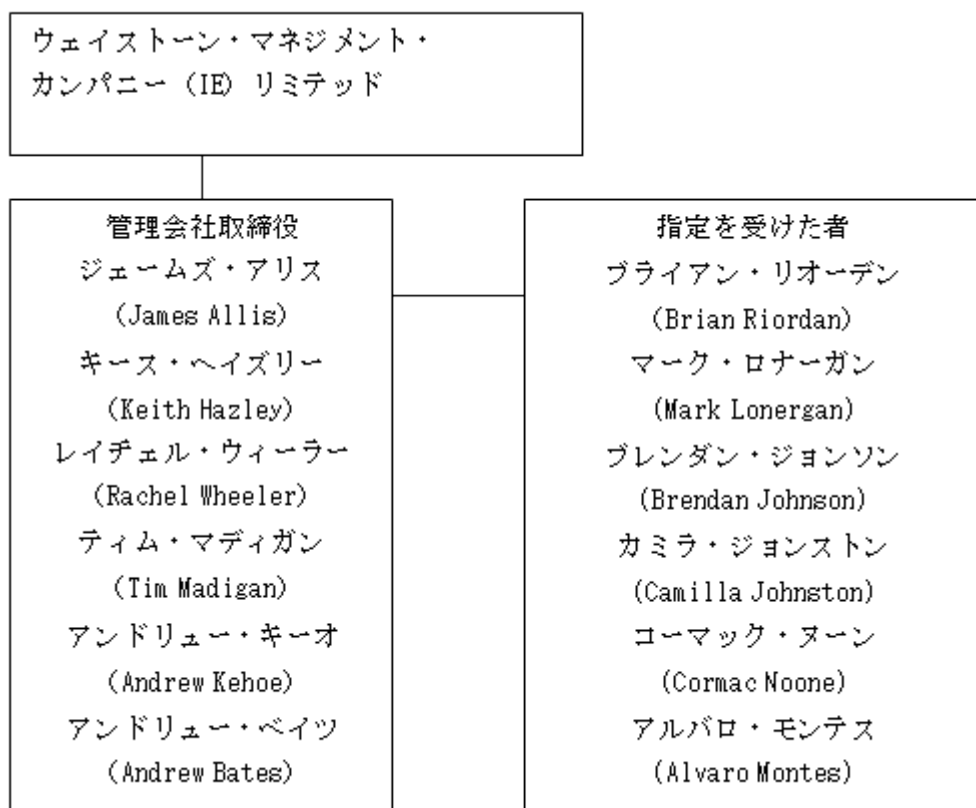 ウェイストーン・マネジメント・
カンパニー (IE) リミテッド
管理会社取締役
ジェームズ・アリス
(James Allis)
キース・ヘイズリー
(Keith Hazley)
レイチェル・ウィーラー
(Rachel Wheeler)
ティム・マディガン
(Tim Madigan)
アンドリュー・キーオ
(Andrew Kehoe)
アンドリュー・ベイツ
(Andrew Bates)
指定を受けた者
ブライアン・リオーデン
(Brian Riordan)
マーク・ロナーガン
(Mark Lonergan)
ブレンダン・ジョンソン
(Brendan Johnson)
カミラ・ジョンストン
(Camilla Johnston)
コーマック・ヌーン
(Cormac Noone)
アルバロ・モンテス
(Alvaro Montes)